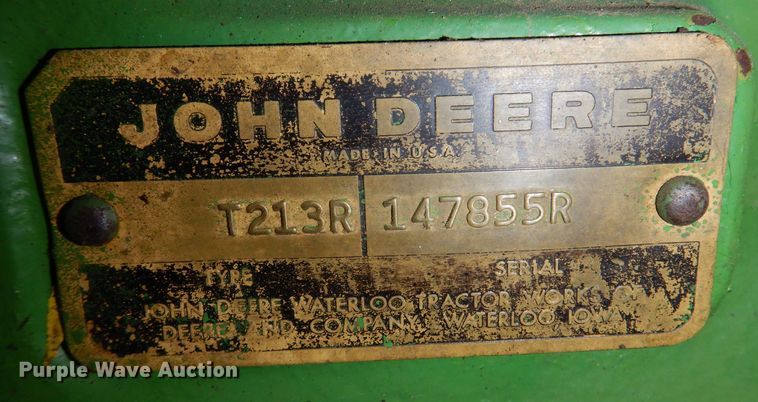 JOHN DEERE
MADE IN U.S.A.
T213R 147855R
TYPE SERIAL
JOHN DEERE WATERLOO TRACTOR WORKS OF
DEERE AND COMPANY, WATERLOO, IOWA
Purple Wave Auction